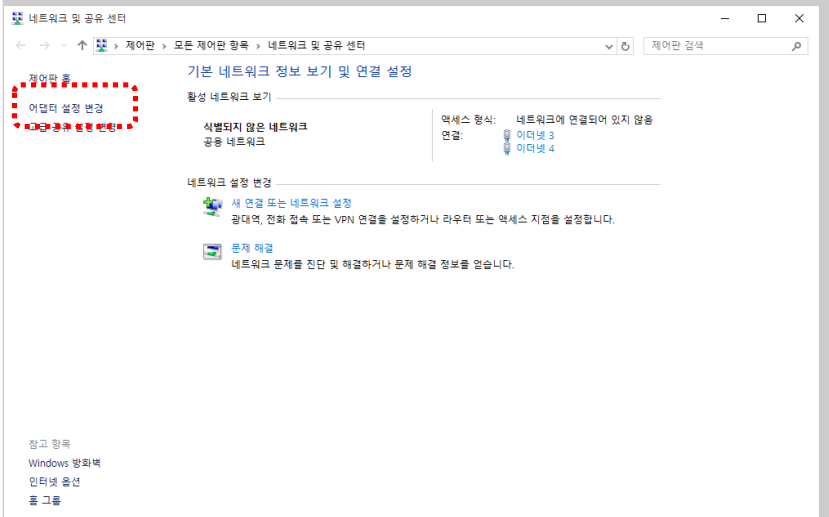 네트워크 및 공유 센터
제어판 › 모든 제어판 항목 › 네트워크 및 공유 센터
제어판 검색
제어판 홈
어댑터 설정 변경
고급 공유 설정 변경
기본 네트워크 정보 보기 및 연결 설정
활성 네트워크 보기
식별되지 않은 네트워크
공용 네트워크
액세스 형식: 네트워크에 연결되어 있지 않음
연결: 이더넷 3
이더넷 4
네트워크 설정 변경
새 연결 또는 네트워크 설정
광대역, 전화 접속 또는 VPN 연결을 설정하거나 라우터 또는 액세스 지점을 설정합니다.
문제 해결
네트워크 문제를 진단 및 해결하거나 문제 해결 정보를 얻습니다.
참고 항목
Windows 방화벽
인터넷 옵션
홈 그룹